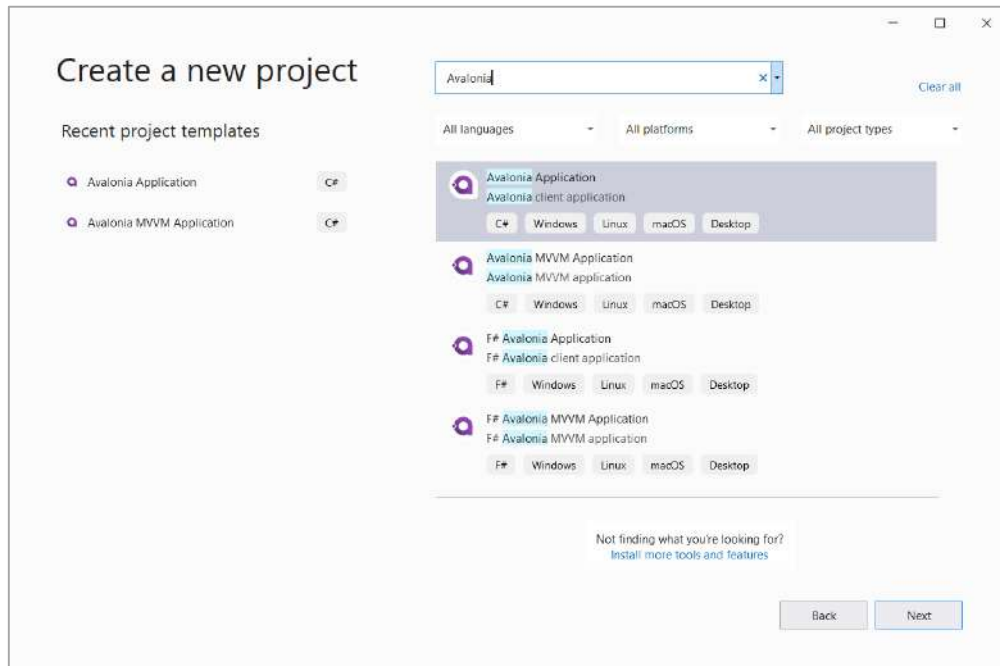 Create a new project
Avalonia
Clear all
Recent project templates
All languages
All platforms
All project types
Avalonia Application
C#
Avalonia MVVM Application
C#
Avalonia Application
Avalonia client application
C# Windows Linux macOS Desktop
Avalonia MVVM Application
Avalonia MVVM application
C# Windows Linux macOS Desktop
F# Avalonia Application
F# Avalonia client application
F# Windows Linux macOS Desktop
F# Avalonia MVVM Application
F# Avalonia MVVM application
F# Windows Linux macOS Desktop
Not finding what you're looking for?
Install more tools and features
Back
Next